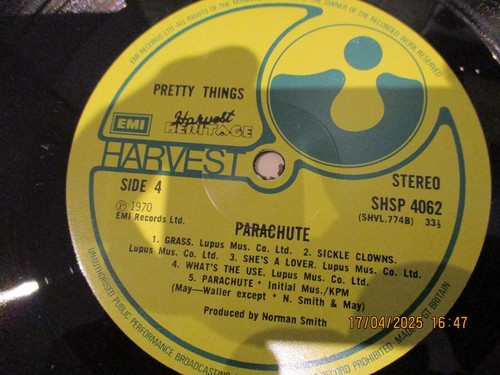 EMI RECORDS LTD. ALL RIGHTS OF THE
OF THE OWNER OF THE RECORDED WORK RESERVED
PRETTY THINGS
EMI
Harvest
HERITAGE
HARVEST
SIDE 4
STEREO
℗ 1970
EMI Records Ltd.
SHSP 4062
(SHVL.774B) 33⅓
PARACHUTE
1. GRASS. Lupus Mus. Co. Ltd. 2. SICKLE CLOWNS.
Lupus Mus. Co. Ltd. 3. SHE'S A LOVER. Lupus Mus. Co. Ltd.
4. WHAT'S THE USE. Lupus Mus. Co. Ltd.
5. PARACHUTE * Initial Mus./KPM
(May—Waller except * N. Smith & May)
Produced by Norman Smith
UNAUTHORISED PUBLIC PERFORMANCE BROADCASTING
RECORD PROHIBITED. MADE IN GT BRITAIN
17/04/2025 16:47